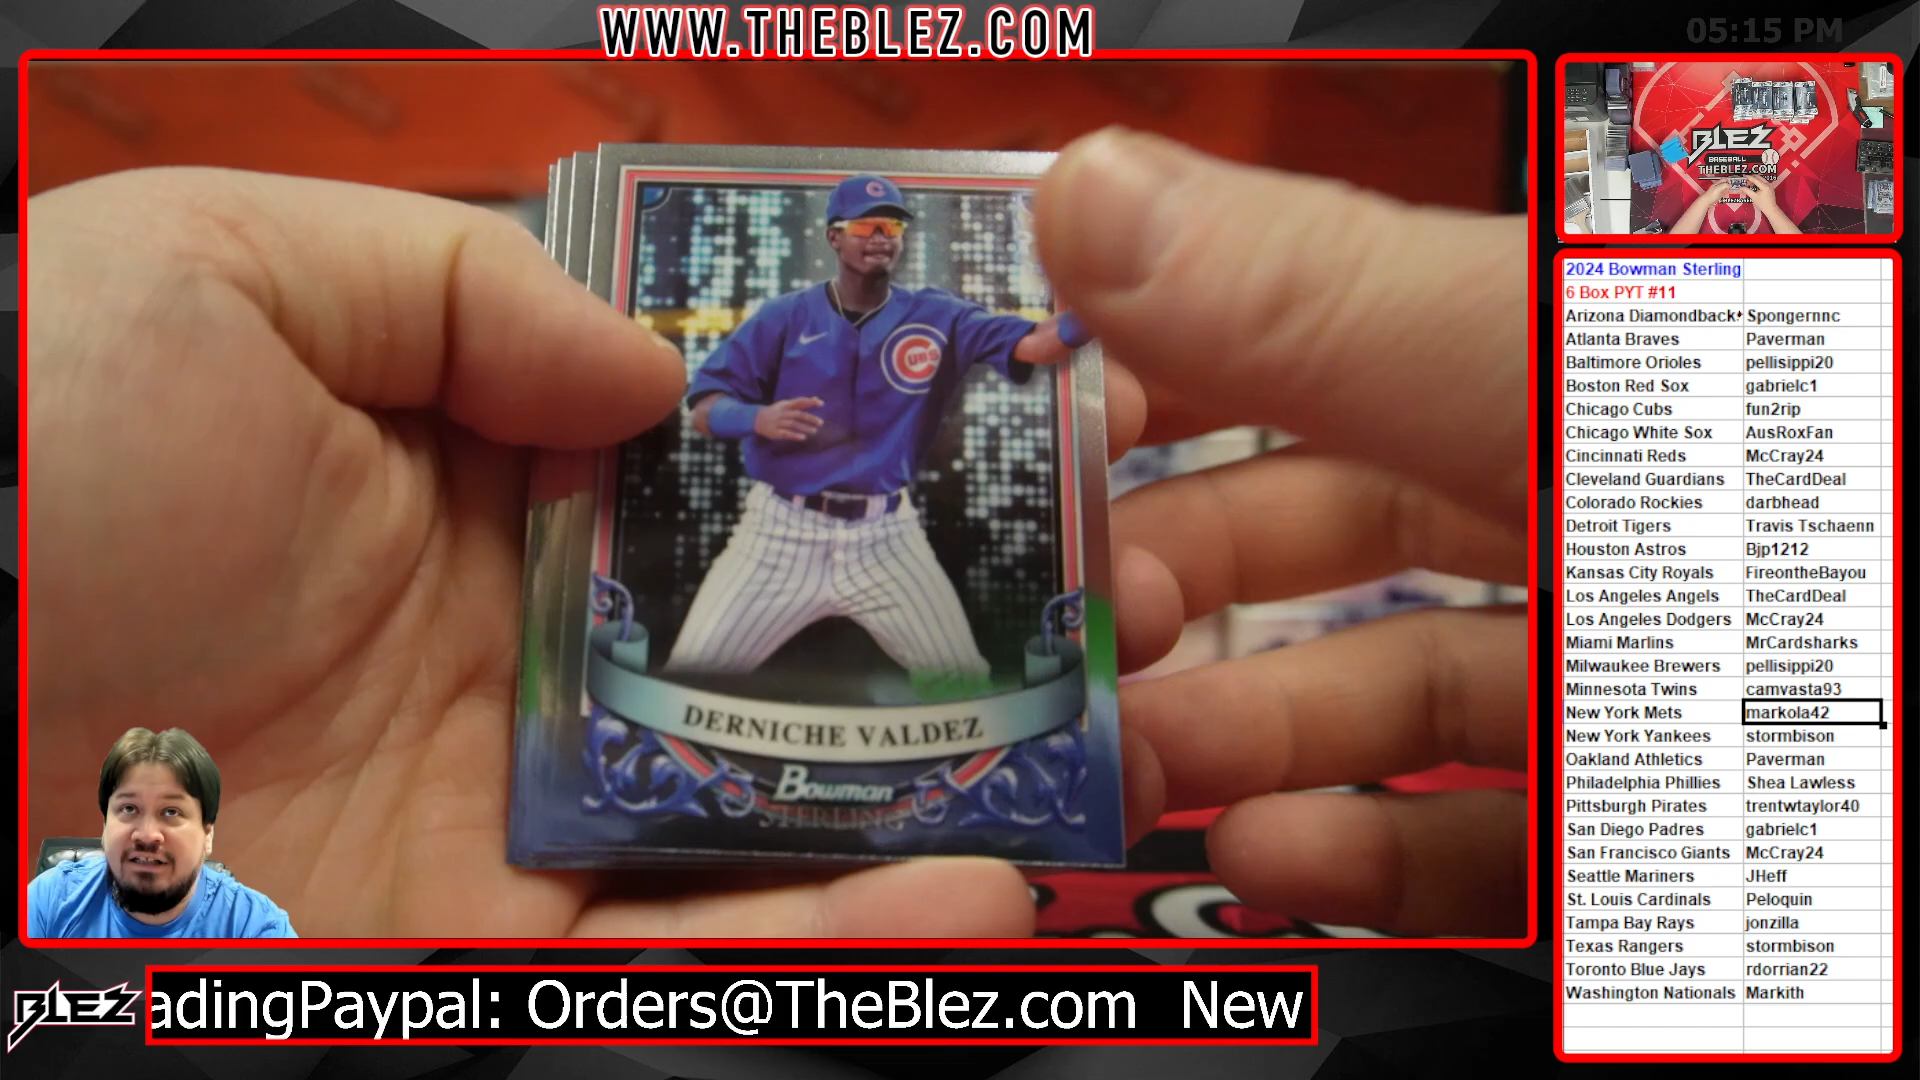 WWW.THEBLEZ.COM
05:15 PM
C
CUBS
DERNICHE VALDEZ
Bowman
STERLING
BLEZ
BASEBALL
THEBLEZ.COM
2024 Bowman Sterling
6 Box PYT #11
Arizona Diamondback Spongernnc
Atlanta Braves Paverman
Baltimore Orioles pellisippi20
Boston Red Sox gabrielc1
Chicago Cubs fun2rip
Chicago White Sox AusRoxFan
Cincinnati Reds McCray24
Cleveland Guardians TheCardDeal
Colorado Rockies darbhead
Detroit Tigers Travis Tschaenn
Houston Astros Bjp1212
Kansas City Royals FireontheBayou
Los Angeles Angels TheCardDeal
Los Angeles Dodgers McCray24
Miami Marlins MrCardsharks
Milwaukee Brewers pellisippi20
Minnesota Twins camvasta93
New York Mets markola42
New York Yankees stormbison
Oakland Athletics Paverman
Philadelphia Phillies Shea Lawless
Pittsburgh Pirates trentwtaylor40
San Diego Padres gabrielc1
San Francisco Giants McCray24
Seattle Mariners JHeff
St. Louis Cardinals Peloquin
Tampa Bay Rays jonzilla
Texas Rangers stormbison
Toronto Blue Jays rdorrian22
Washington Nationals Markith
BLEZ
adingPaypal: Orders@TheBlez.com New